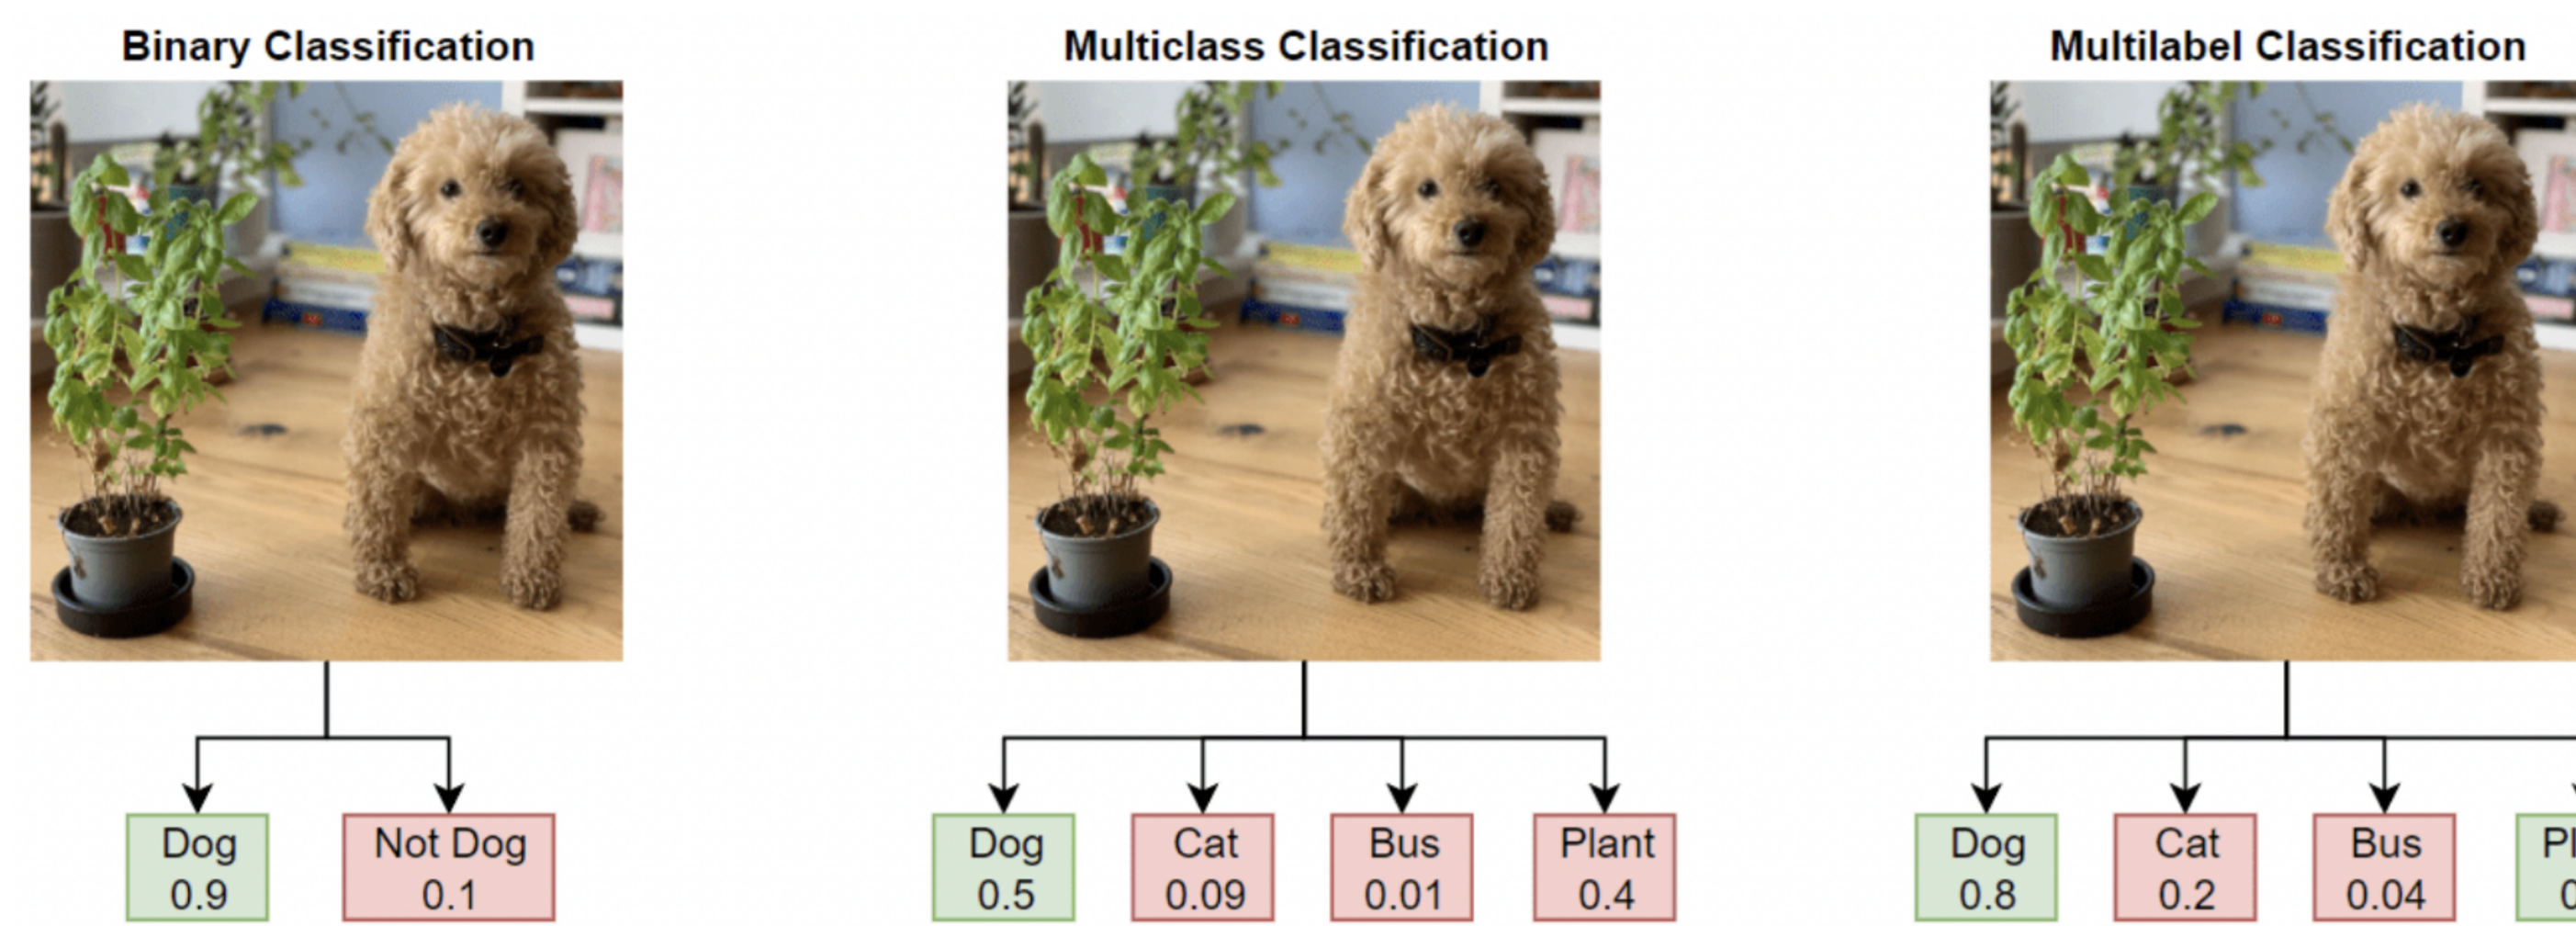 Binary Classification
Multiclass Classification
Multilabel Classification
Dog
0.9
Not Dog
0.1
Dog
0.5
Cat
0.09
Bus
0.01
Plant
0.4
Dog
0.8
Cat
0.2
Bus
0.04